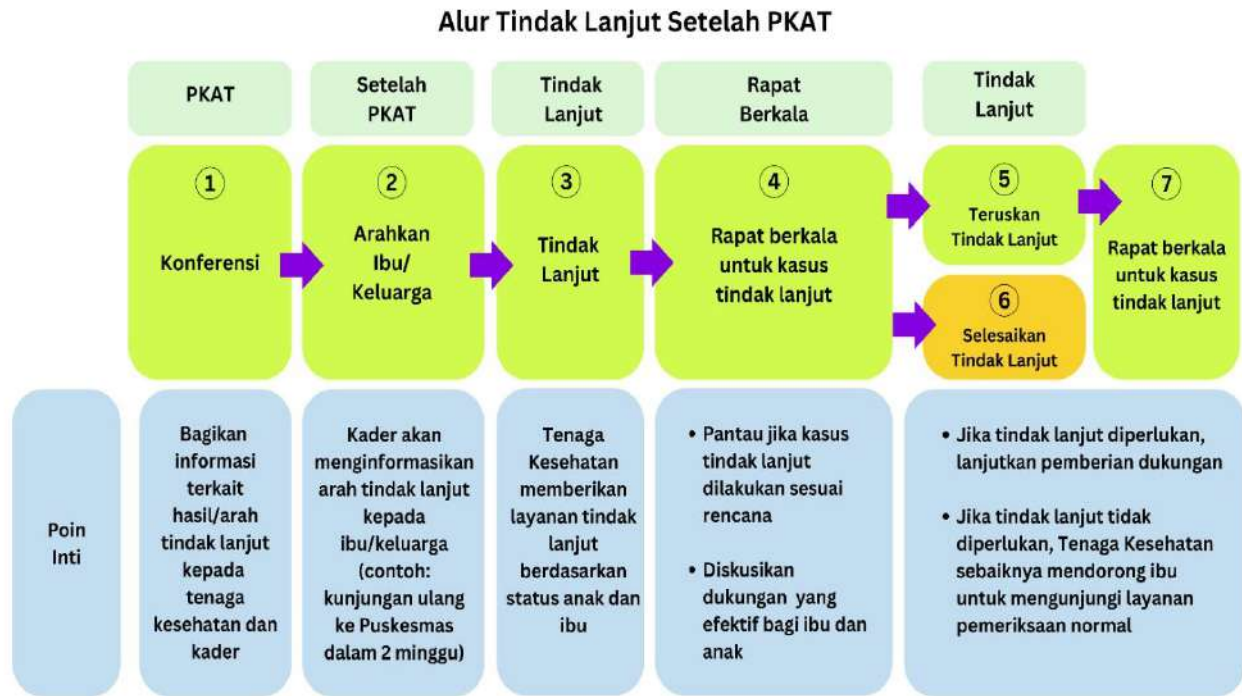 Alur Tindak Lanjut Setelah PKAT
PKAT
Setelah
PKAT
Tindak
Lanjut
Rapat
Berkala
Tindak
Lanjut
①
Konferensi
②
Arahkan
Ibu/
Keluarga
③
Tindak
Lanjut
④
Rapat berkala
untuk kasus
tindak lanjut
⑤
Teruskan
Tindak Lanjut
⑥
Selesaikan
Tindak Lanjut
⑦
Rapat berkala
untuk kasus
tindak lanjut
Poin
Inti
Bagikan
informasi
terkait
hasil/arah
tindak lanjut
kepada
tenaga
kesehatan dan
kader
Kader akan
menginformasikan
arah tindak lanjut
kepada
ibu/keluarga
(contoh:
kunjungan ulang
ke Puskesmas
dalam 2 minggu)
Tenaga
Kesehatan
memberikan
layanan tindak
lanjut
berdasarkan
status anak dan
ibu
• Pantau jika kasus
tindak lanjut
dilakukan sesuai
rencana
• Diskusikan
dukungan yang
efektif bagi ibu dan
anak
• Jika tindak lanjut diperlukan,
lanjutkan pemberian dukungan
• Jika tindak lanjut tidak
diperlukan, Tenaga Kesehatan
sebaiknya mendorong ibu
untuk mengunjungi layanan
pemeriksaan normal